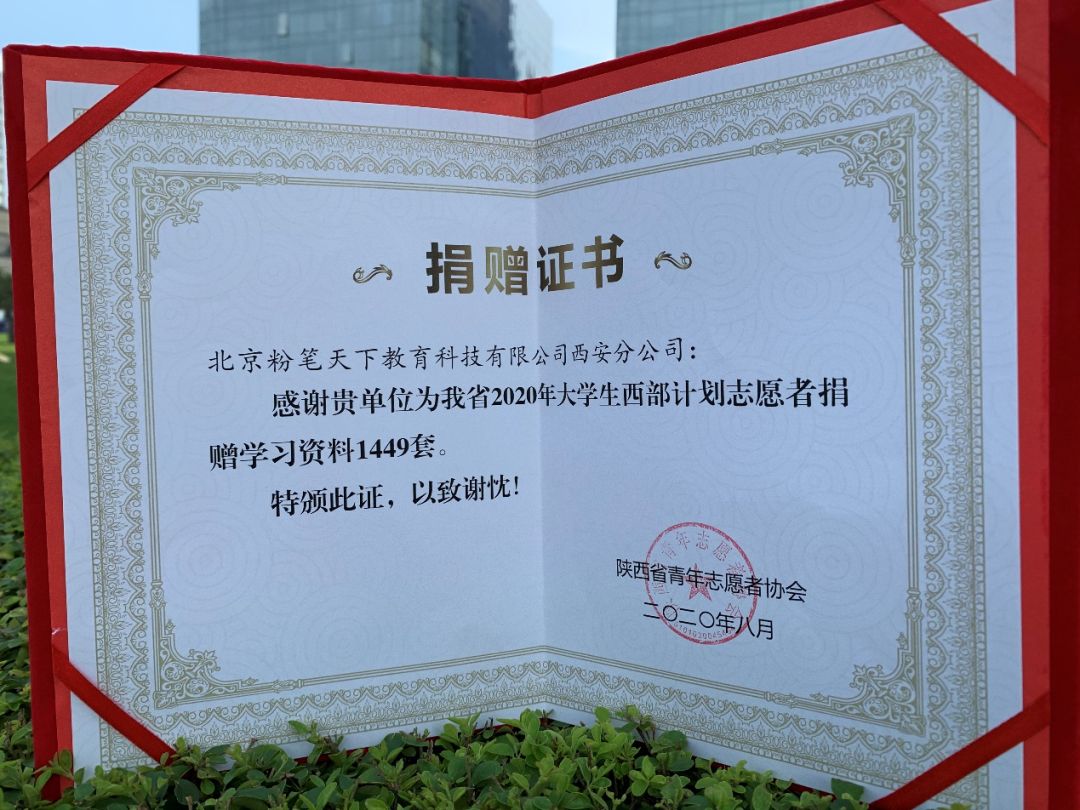 捐赠证书
北京粉笔天下教育科技有限公司西安分公司：
感谢贵单位为我省2020年大学生西部计划志愿者捐
赠学习资料1449套。
特颁此证，以致谢忱！
陕西省青年志愿者协会
二〇二〇年八月